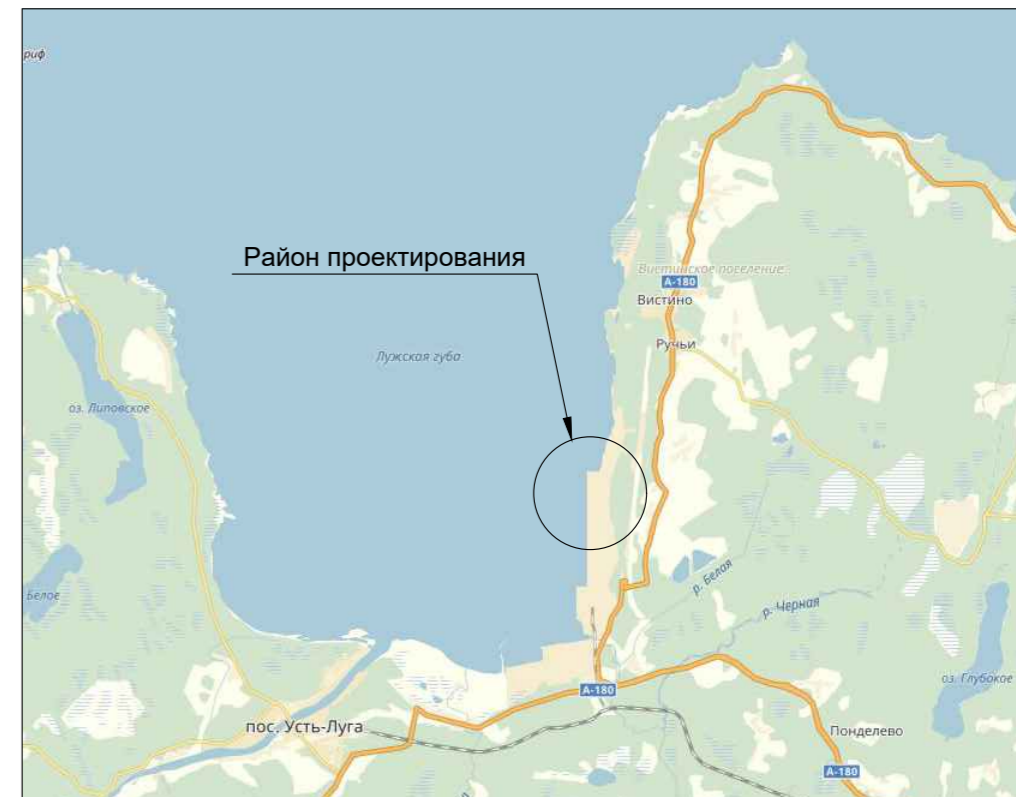 риф
Район проектирования
Вистинское поселение
А-180
Вистино
Ручьи
Лужская губа
оз. Липовское
Белое
р. Белая
р. Черная
оз. Глубокое
А-180
пос. Усть-Луга
Понделево
А-180